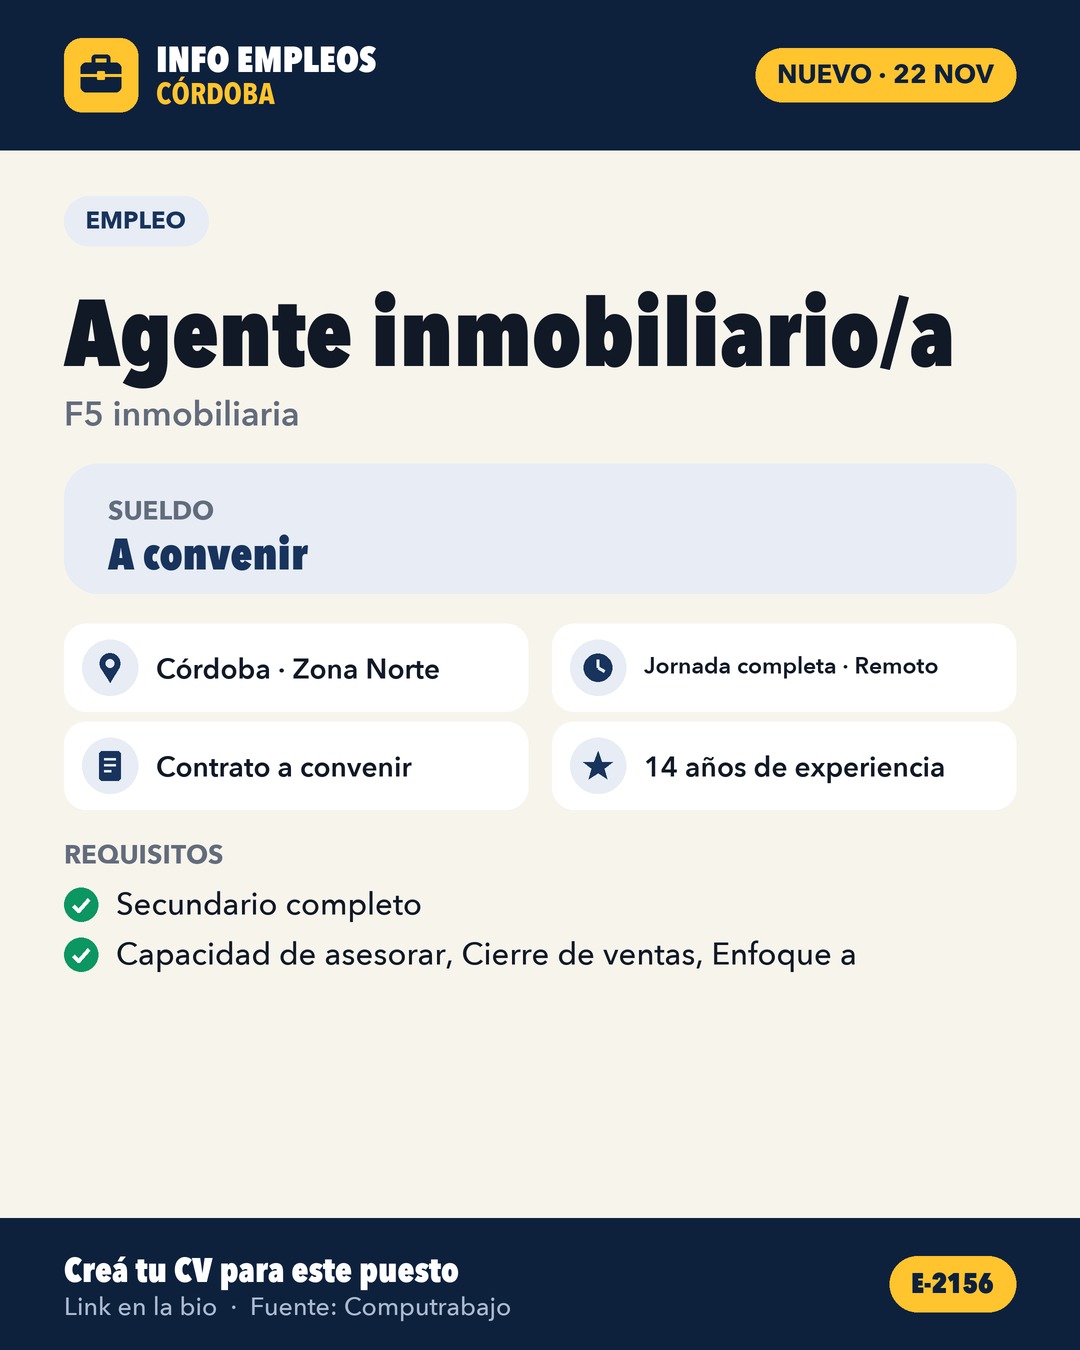 INFO EMPLEOS
CÓRDOBA
NUEVO · 22 NOV
EMPLEO
Agente inmobiliario/a
F5 inmobiliaria
SUELDO
A convenir
Córdoba · Zona Norte
Jornada completa · Remoto
Contrato a convenir
14 años de experiencia
REQUISITOS
Secundario completo
Capacidad de asesorar, Cierre de ventas, Enfoque a
Creá tu CV para este puesto
Link en la bio · Fuente: Computrabajo
E-2156